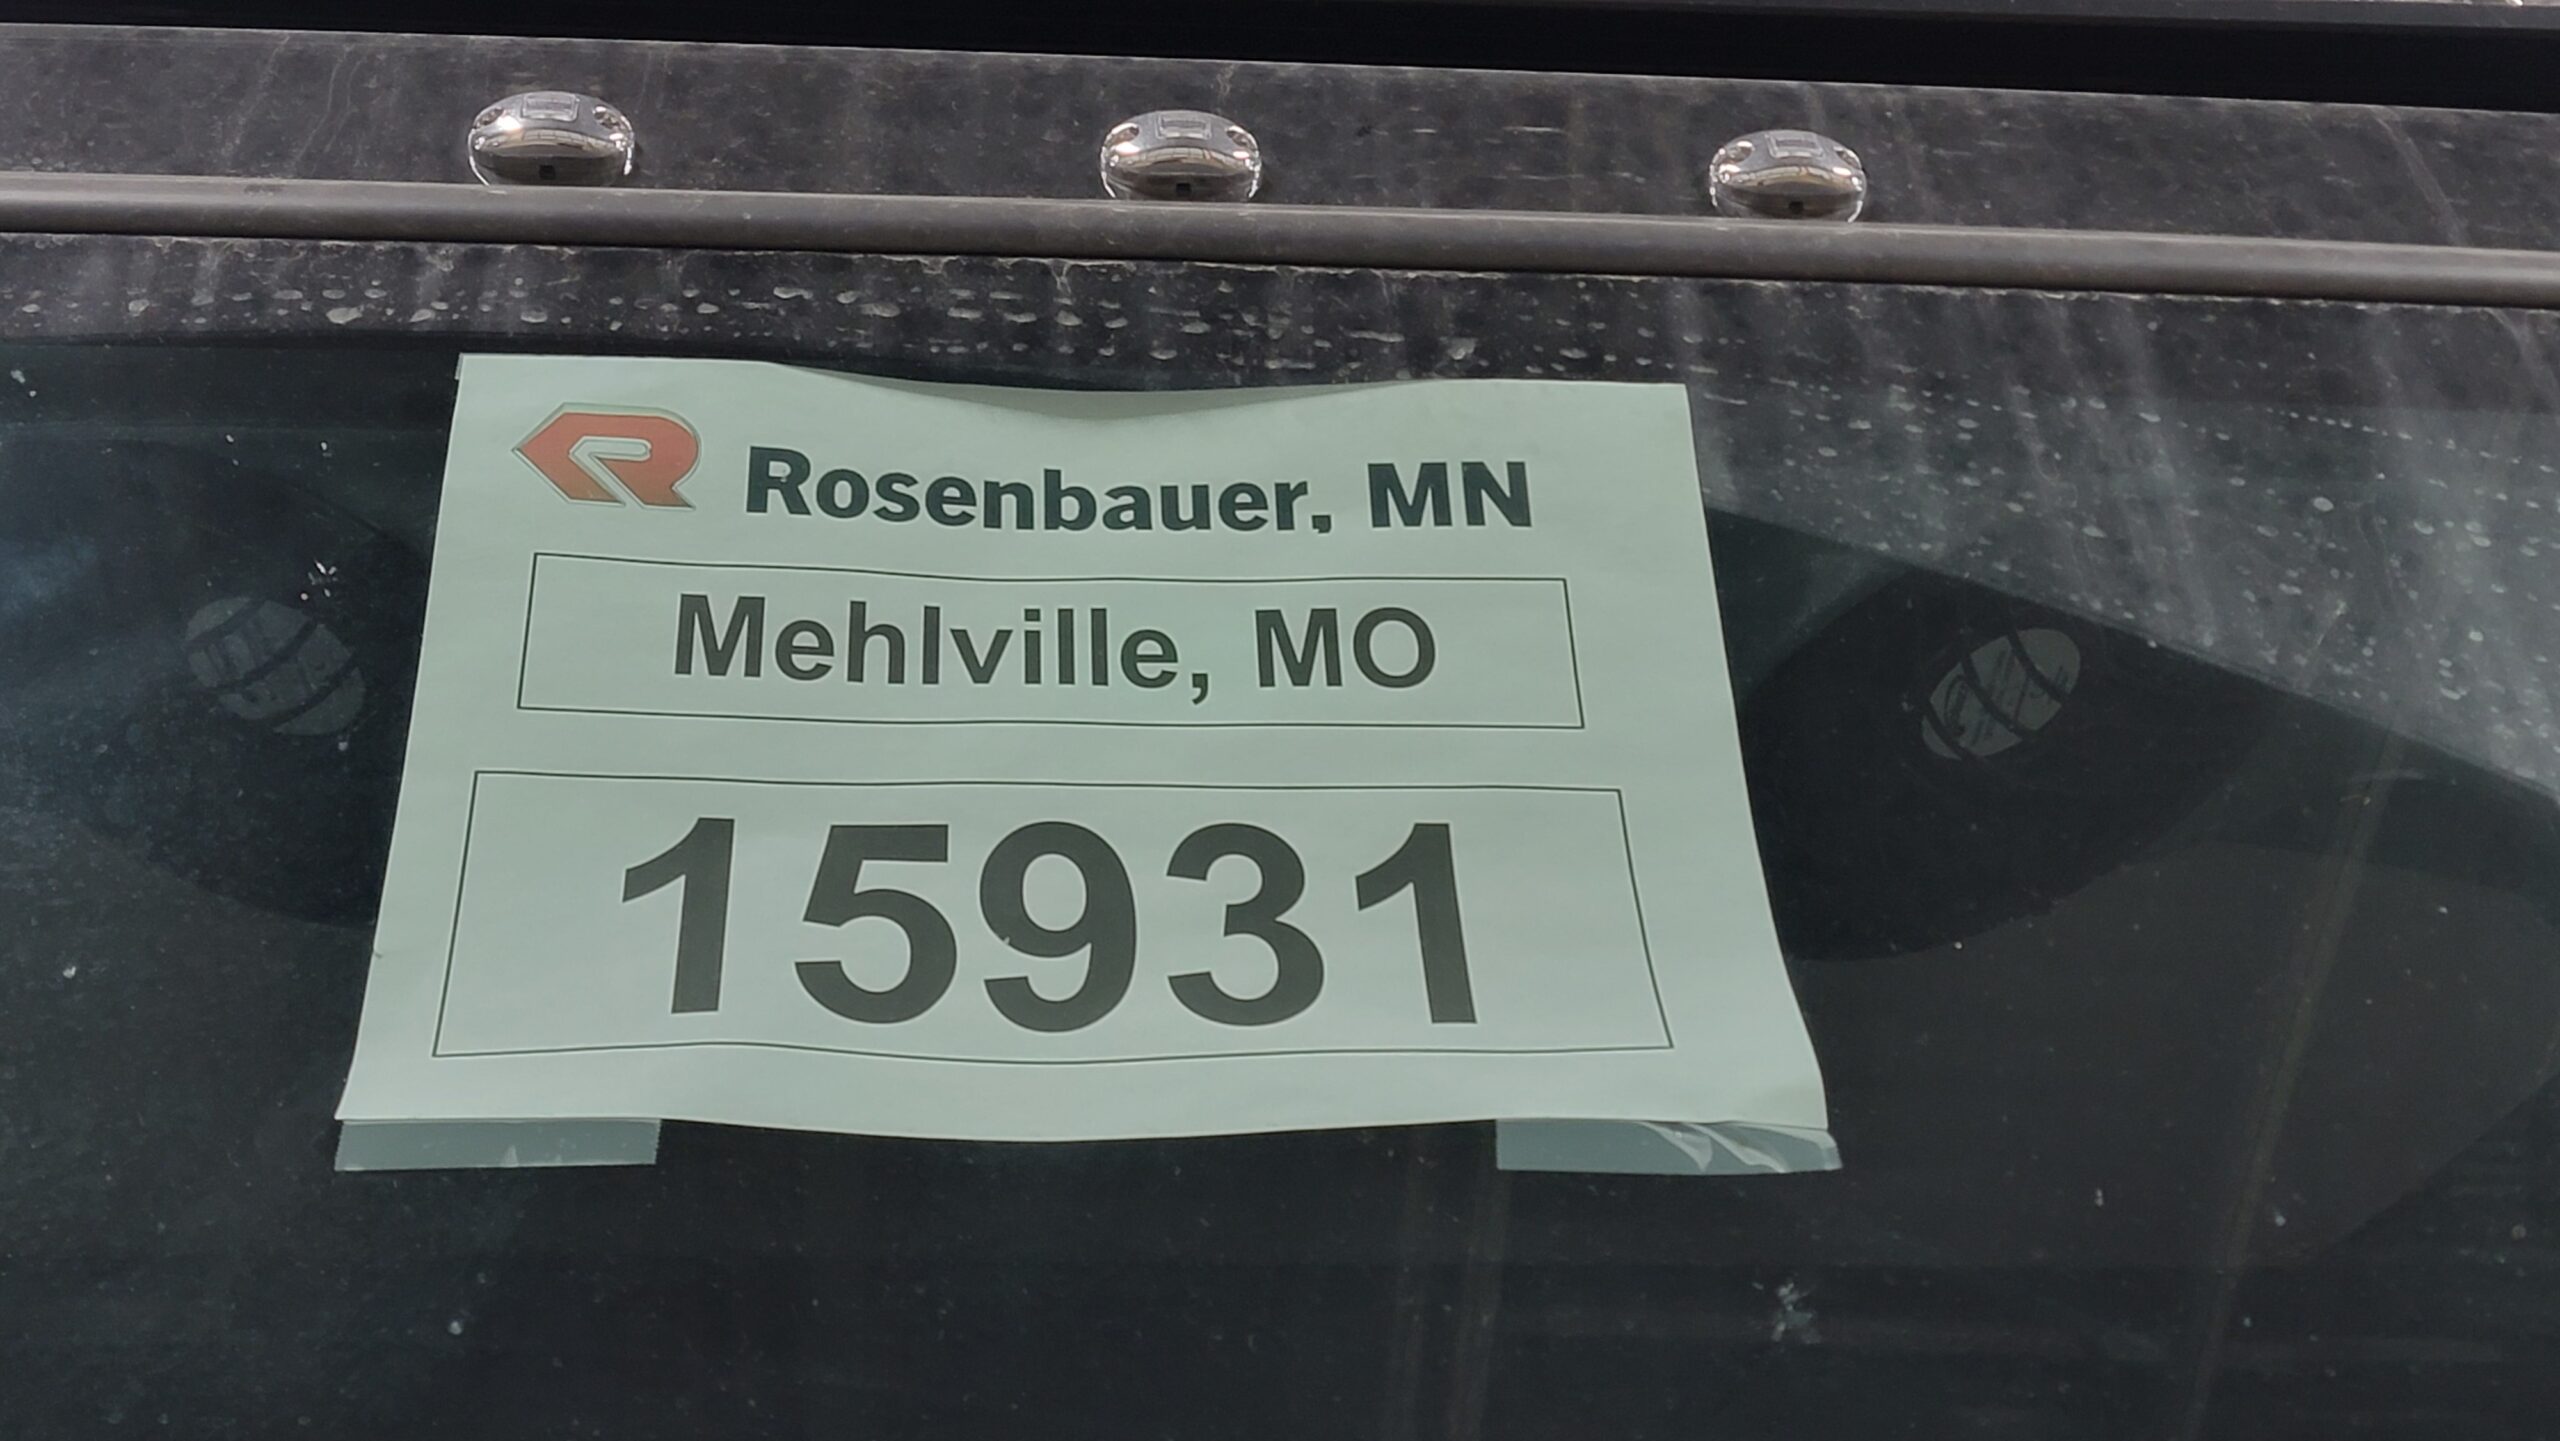 Rosenbauer, MN
Mehlville, MO
15931